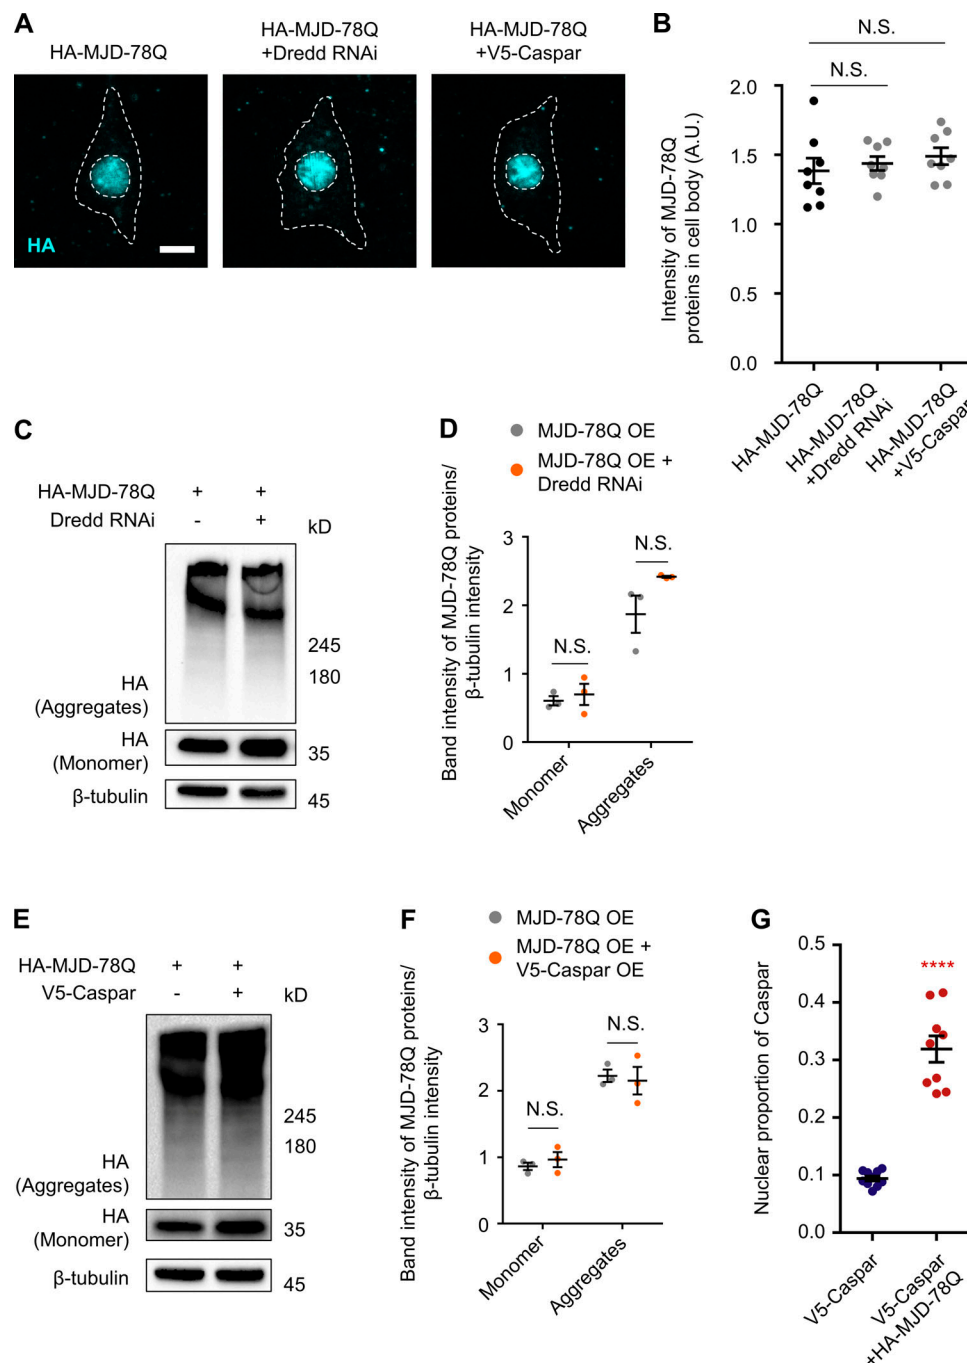 A
HA-MJD-78Q
HA-MJD-78Q
+Dredd RNAi
HA-MJD-78Q
+V5-Caspar
HA
B
N.S.
N.S.
Intensity of MJD-78Q
proteins in cell body (A.U.)
2.0
1.5
1.0
0.5
0.0
HA-MJD-78Q
HA-MJD-78Q
+Dredd RNAi
HA-MJD-78Q
+V5-Caspar
C
HA-MJD-78Q + +
Dredd RNAi - + kD
245
180
HA
(Aggregates)
HA
(Monomer)
35
β-tubulin
45
D
MJD-78Q OE
MJD-78Q OE +
Dredd RNAi
Band intensity of MJD-78Q proteins/
β-tubulin intensity
3
2
1
0
N.S.
N.S.
Monomer
Aggregates
E
HA-MJD-78Q + +
V5-Caspar - + kD
245
180
HA
(Aggregates)
HA
(Monomer)
35
β-tubulin
45
F
MJD-78Q OE
MJD-78Q OE +
V5-Caspar OE
Band intensity of MJD-78Q proteins/
β-tubulin intensity
3
2
1
0
N.S.
N.S.
Monomer
Aggregates
G
Nuclear proportion of Caspar
0.5
0.4
0.3
0.2
0.1
0.0
****
V5-Caspar
V5-Caspar
+HA-MJD-78Q